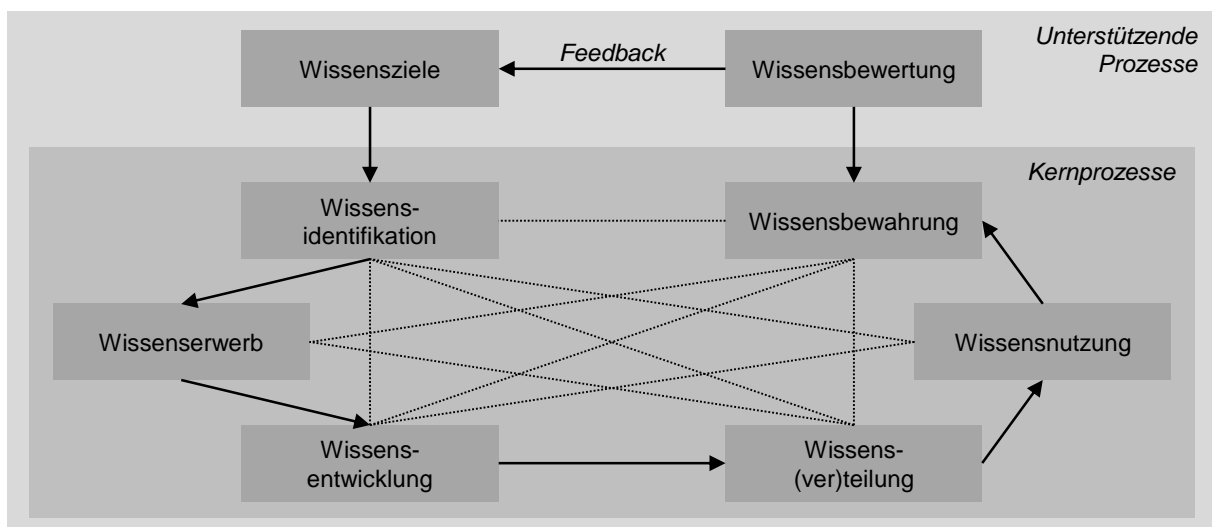 Unterstützende
Prozesse
Wissensziele
Feedback
Wissensbewertung
Kernprozesse
Wissens-
identifikation
Wissensbewahrung
Wissenserwerb
Wissensnutzung
Wissens-
entwicklung
Wissens-
(ver)teilung